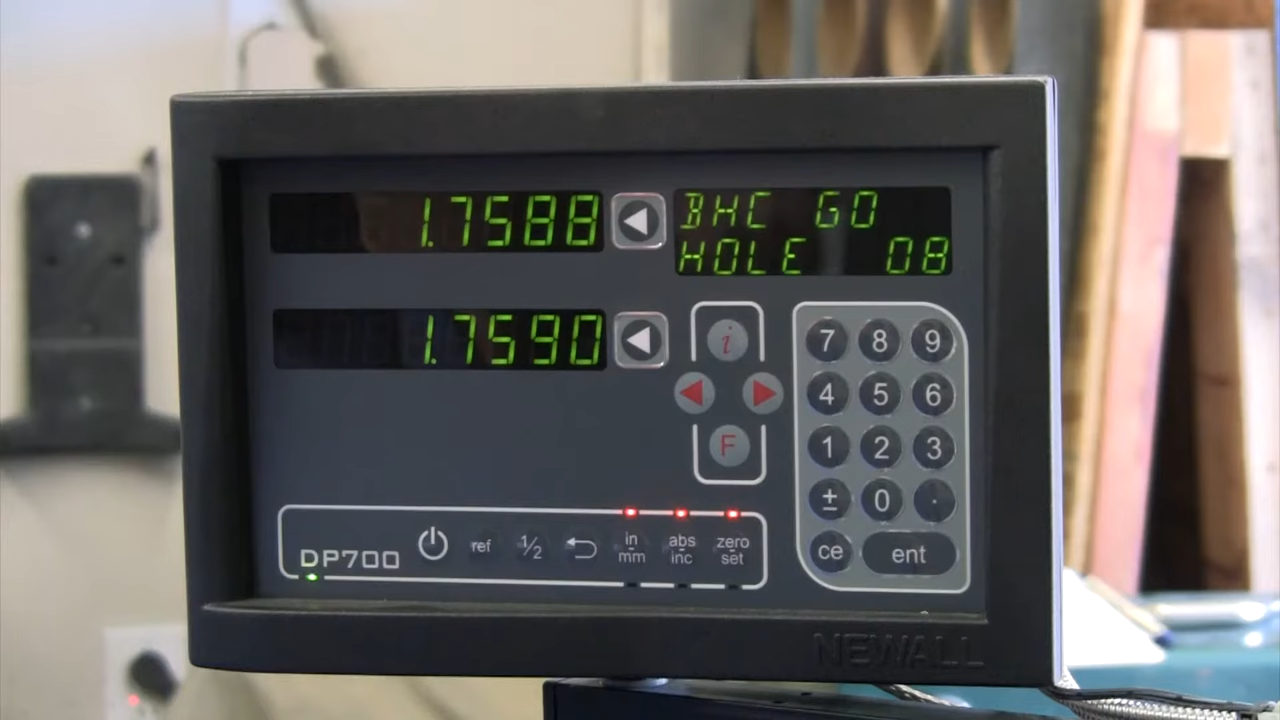 1.7588
BHC GO
HOLE 08
1.7590
i
F
7 8 9
4 5 6
1 2 3
± 0 .
ce ent
DP700
ref
1/2
in
mm
abs
inc
zero
set
NEWALL